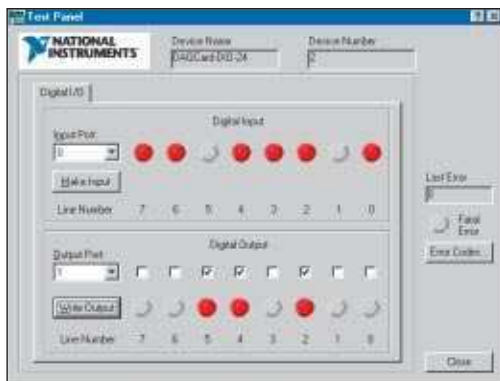 Test Panel
NATIONAL INSTRUMENTS
Device Name
DAQCard-DIO-24
Device Number
2
Digital I/O
Digital Input
Input Port
0
Make Input
Line Number 7 6 5 4 3 2 1 0
Digital Output
Output Port
1
Write Output
Line Number 7 6 5 4 3 2 1 0
Last Error
0
Fatal Error
Error Codes
Close